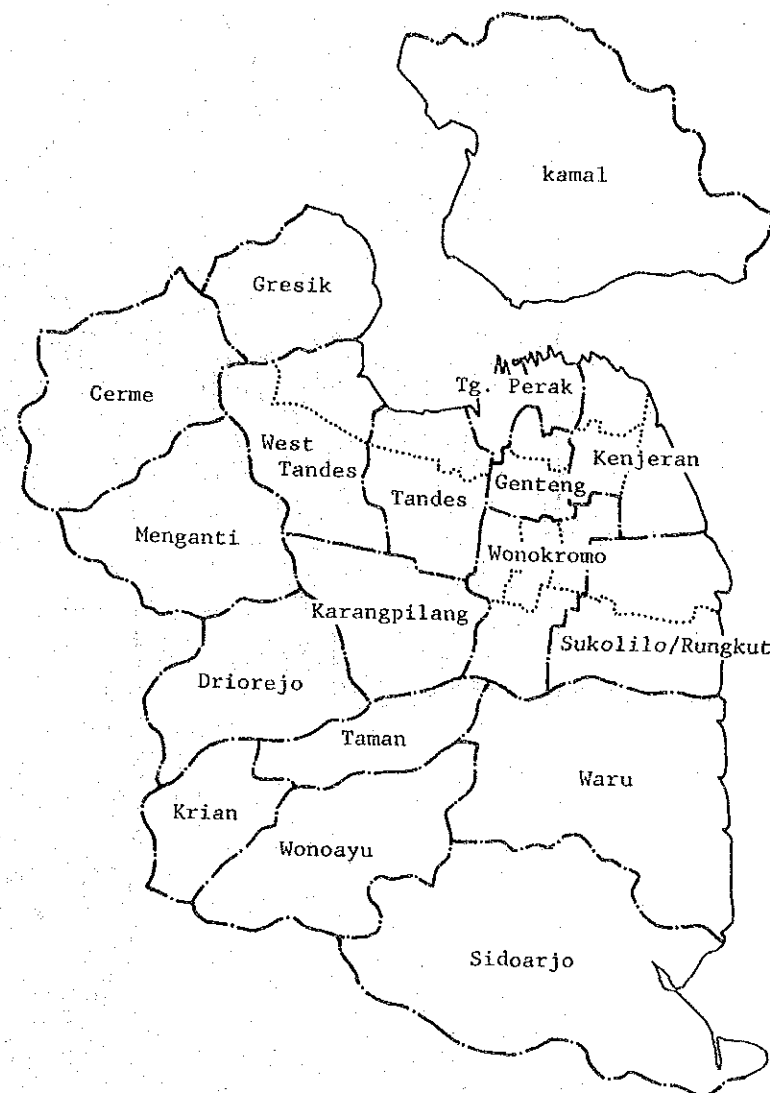 kamal
Gresik
Cerme
Tg. Perak
West
Tandes
Kenjeran
Tandes
Genteng
Menganti
Wonokromo
Karangpilang
Sukolilo/Rungkut
Driorejo
Taman
Waru
Krian
Wonoayu
Sidoarjo